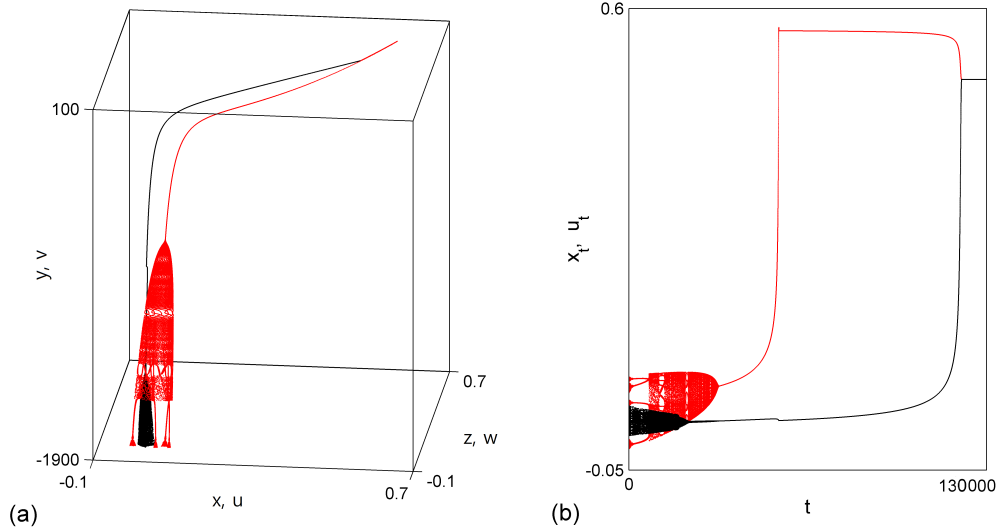 100
y, v
-1900
-0.1
x, u
0.7
-0.1
z, w
0.7
(a)
0.6
x_t, u_t
-0.05
0
t
130000
(b)